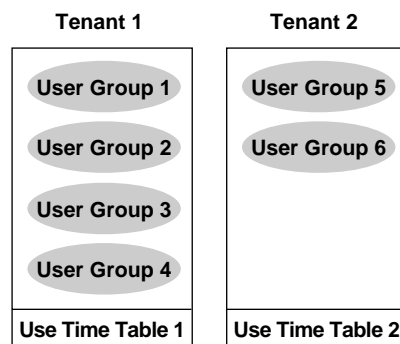 Tenant 1
User Group 1
User Group 2
User Group 3
User Group 4
Use Time Table 1
Tenant 2
User Group 5
User Group 6
Use Time Table 2